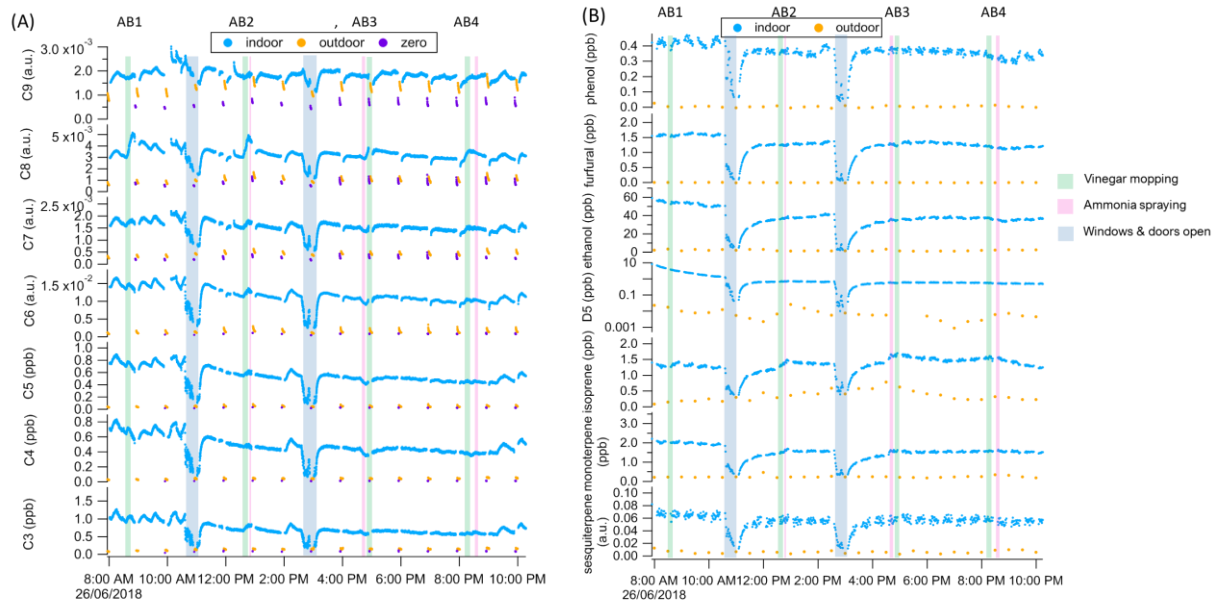 (A)
AB1 AB2 , AB3 AB4
indoor outdoor zero
C9 (a.u.)
3.0 x10⁻³
2.5
2.0
1.5
1.0
0.5
0.0
C8 (a.u.)
5 x10⁻³
4
3
2
1
0
C7 (a.u.)
2.5 x10⁻³
2.0
1.5
1.0
0.5
0.0
C6 (a.u.)
1.5 x10⁻²
1.0
0.5
0.0
C5 (ppb)
1.0
0.8
0.6
0.4
0.2
0.0
C4 (ppb)
0.8
0.6
0.4
0.2
0.0
C3 (ppb)
1.5
1.0
0.5
0.0
8:00 AM 10:00 AM 12:00 PM 2:00 PM 4:00 PM 6:00 PM 8:00 PM 10:00 PM
26/06/2018
(B)
AB1 AB2 AB3 AB4
indoor outdoor
phenol (ppb)
0.4
0.3
0.2
0.1
0.0
furfural (ppb)
2.0
1.5
1.0
0.5
0.0
ethanol (ppb)
60
40
20
0
D5 (ppb)
10
0.1
0.001
isoprene (ppb)
2.0
1.5
1.0
0.5
0.0
monoterpene (ppb)
3.0
2.0
1.0
0.0
sesquiterpene (a.u.)
0.10
0.08
0.06
0.04
0.02
0.00
8:00 AM 10:00 AM 12:00 PM 2:00 PM 4:00 PM 6:00 PM 8:00 PM 10:00 PM
26/06/2018
Vinegar mopping
Ammonia spraying
Windows & doors open